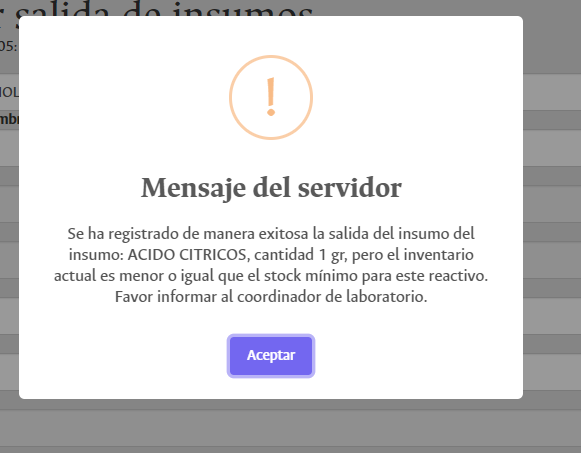 salida de insumos
05:
!
Mensaje del servidor
Se ha registrado de manera exitosa la salida del insumo del
insumo: ACIDO CITRICOS, cantidad 1 gr, pero el inventario
actual es menor o igual que el stock mínimo para este reactivo.
Favor informar al coordinador de laboratorio.
Aceptar